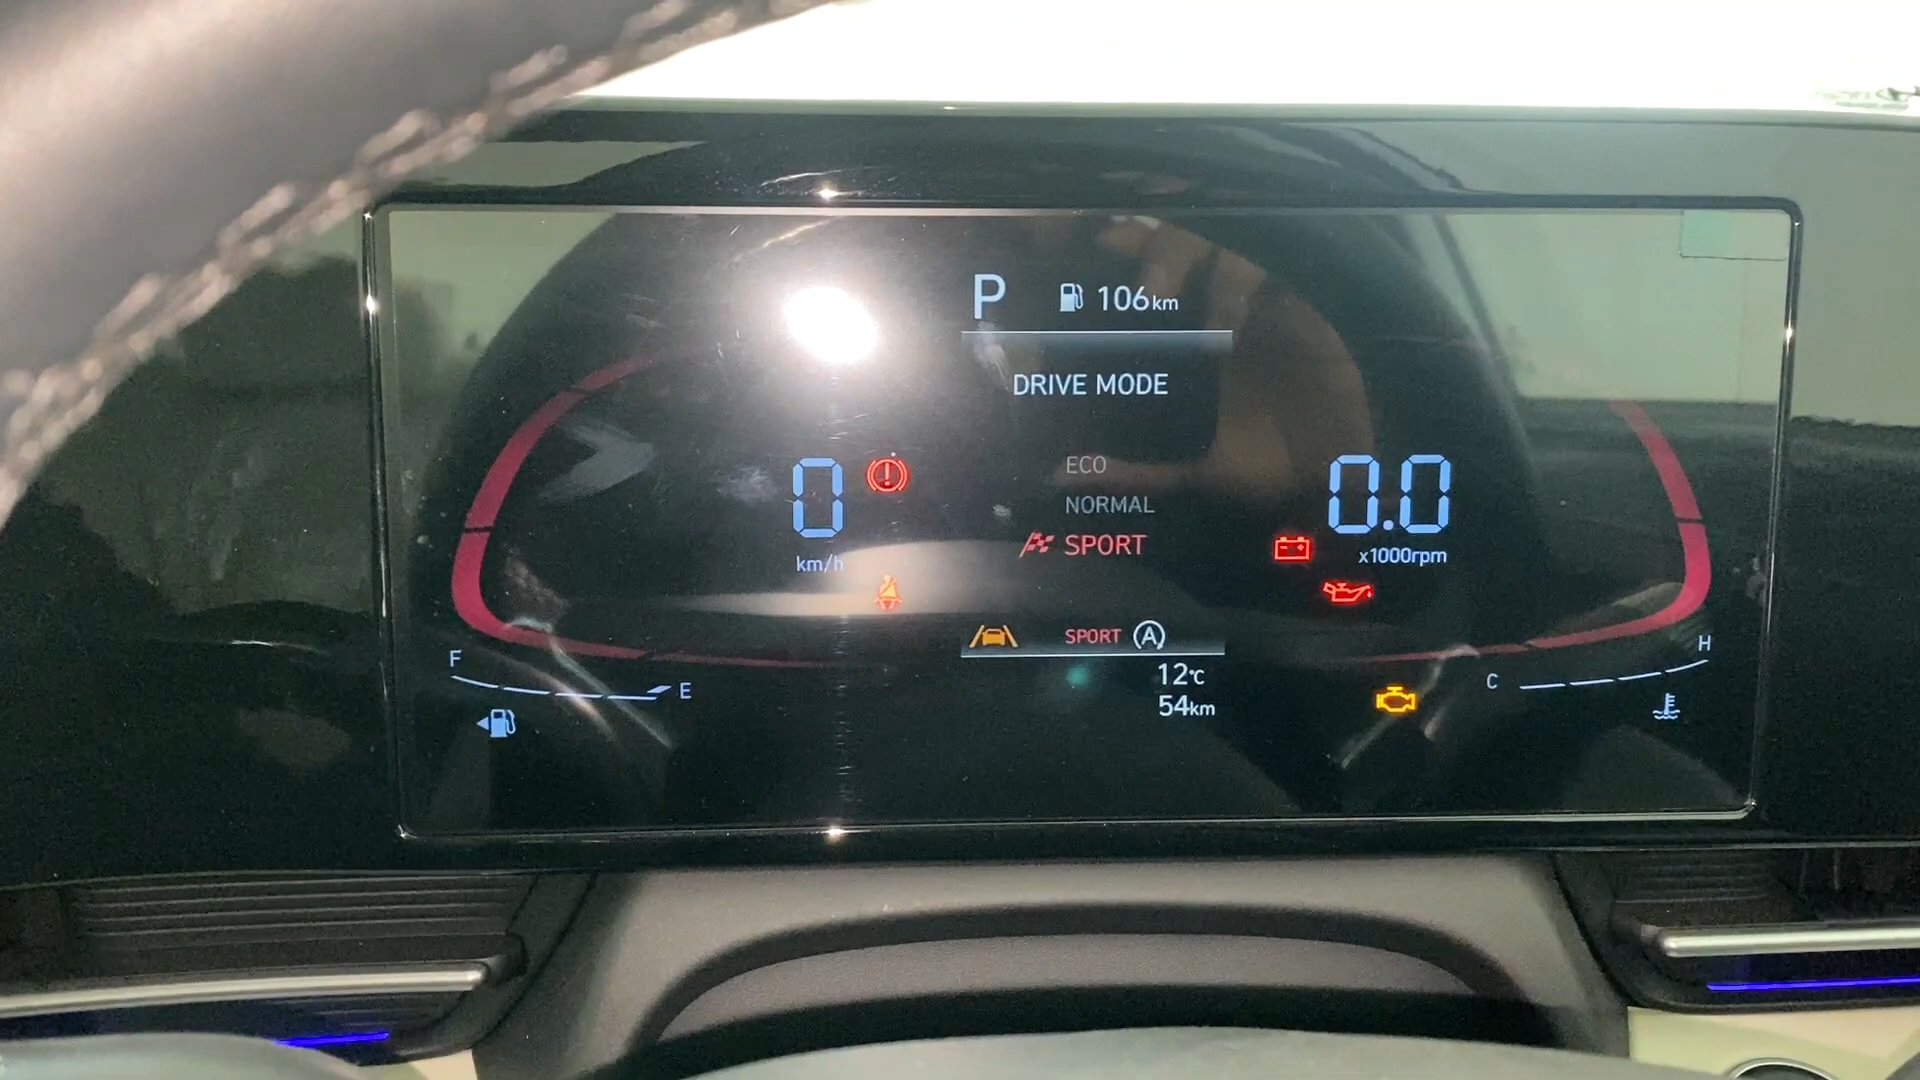 P 106km
DRIVE MODE
ECO
NORMAL
SPORT
0
km/h
0.0
x1000rpm
SPORT A
12°C
54km
F E
C H